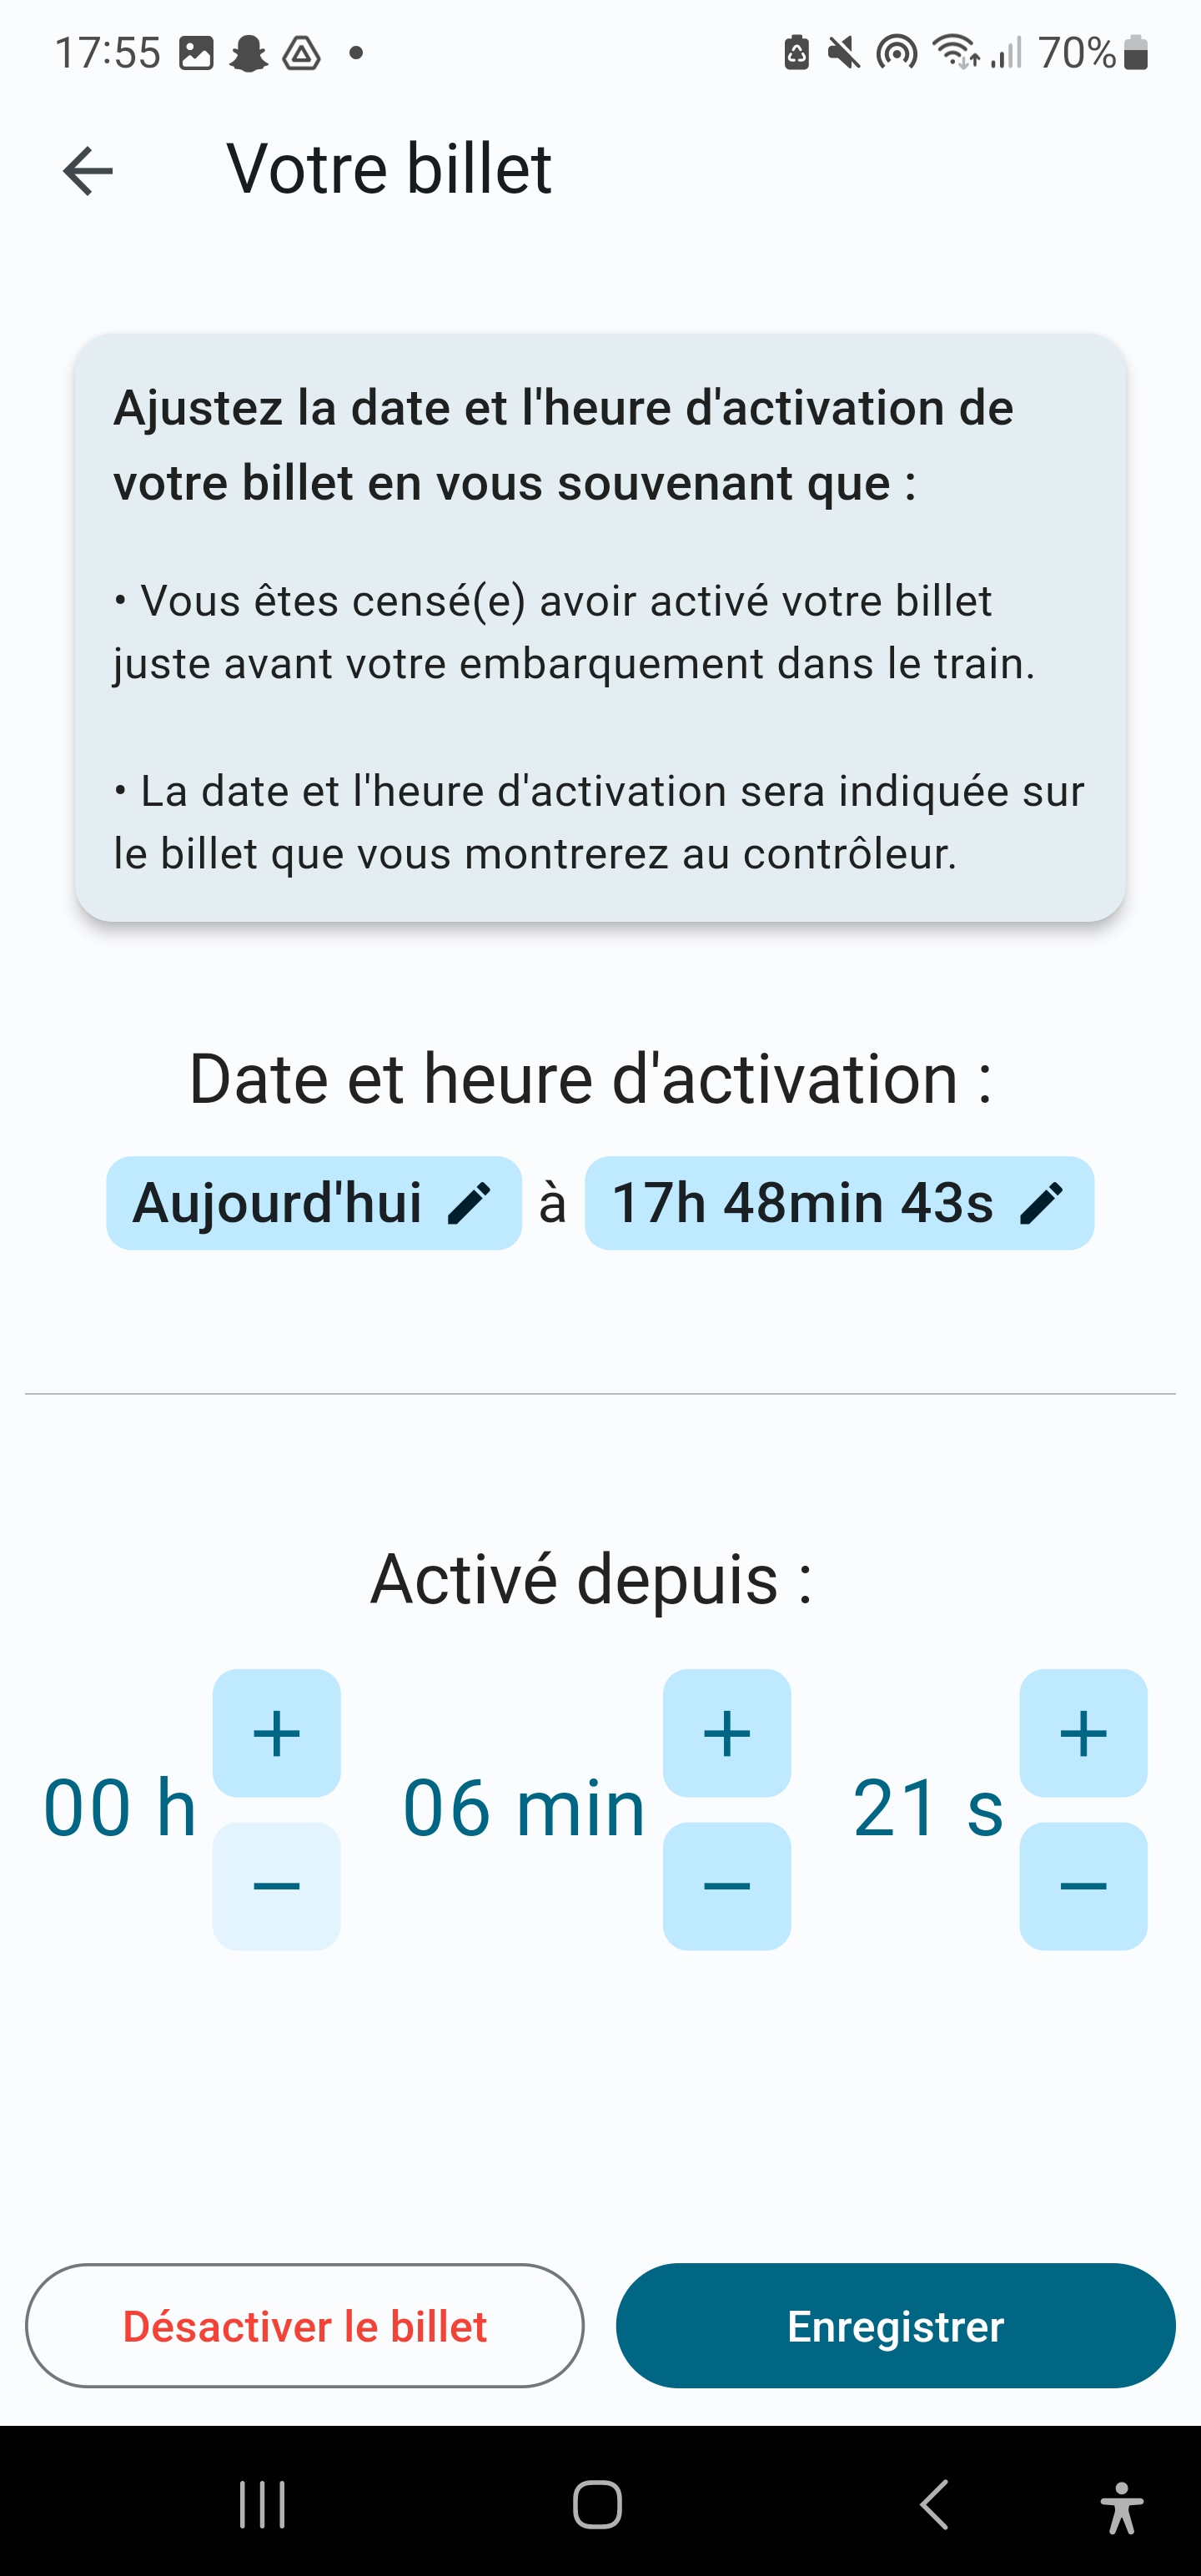 17:55
70%
Votre billet
Ajustez la date et l'heure d'activation de
votre billet en vous souvenant que :
• Vous êtes censé(e) avoir activé votre billet
juste avant votre embarquement dans le train.
• La date et l'heure d'activation sera indiquée sur
le billet que vous montrerez au contrôleur.
Date et heure d'activation :
Aujourd'hui à 17h 48min 43s
Activé depuis :
+ + +
00 h 06 min 21 s
− − −
Désactiver le billet
Enregistrer